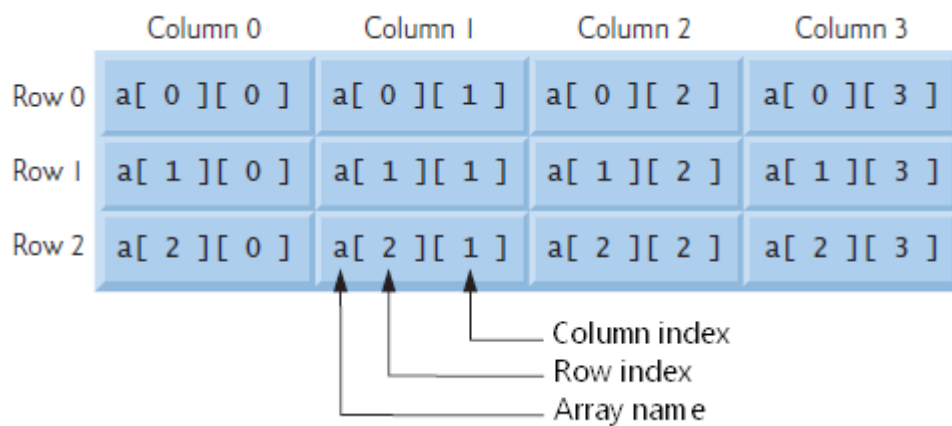 Column 0 Column 1 Column 2 Column 3
Row 0 a[ 0 ][ 0 ] a[ 0 ][ 1 ] a[ 0 ][ 2 ] a[ 0 ][ 3 ]
Row 1 a[ 1 ][ 0 ] a[ 1 ][ 1 ] a[ 1 ][ 2 ] a[ 1 ][ 3 ]
Row 2 a[ 2 ][ 0 ] a[ 2 ][ 1 ] a[ 2 ][ 2 ] a[ 2 ][ 3 ]
Column index
Row index
Array name